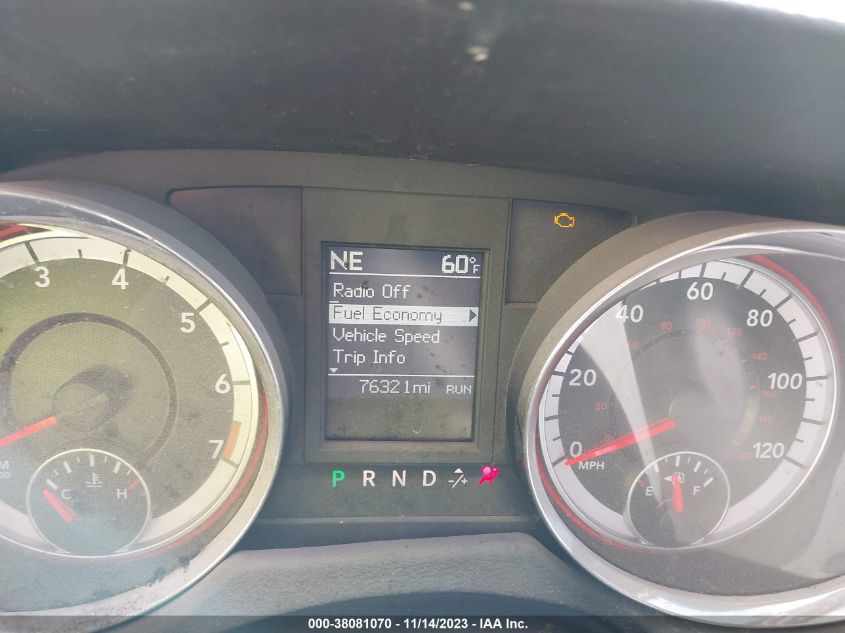 NE 60°F
Radio Off
Fuel Economy
Vehicle Speed
Trip Info
76321mi RUN
P R N D -/+
3 4 5 6 7
C H
0 20 40 60 80 100 120
MPH
E F
000-38081070 - 11/14/2023 - IAA Inc.